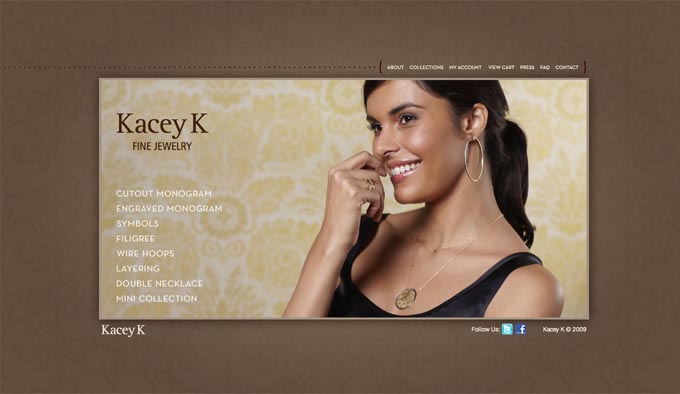 ABOUT COLLECTIONS MY ACCOUNT VIEW CART PRESS FAQ CONTACT
Kacey K
FINE JEWELRY
CUTOUT MONOGRAM
ENGRAVED MONOGRAM
SYMBOLS
FILIGREE
WIRE HOOPS
LAYERING
DOUBLE NECKLACE
MINI COLLECTION
Kacey K
Follow Us:
Kacey K © 2009